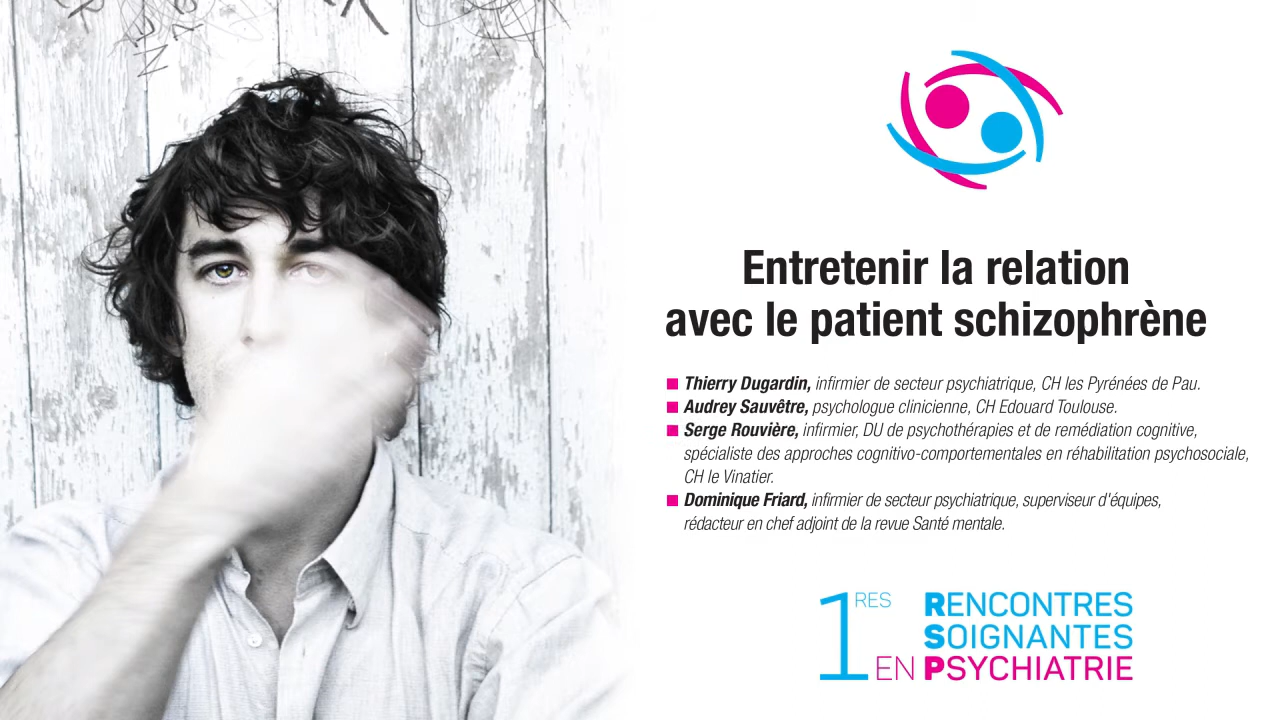 Entretenir la relation
avec le patient schizophrène
Thierry Dugardin, infirmier de secteur psychiatrique, CH les Pyrénées de Pau.
Audrey Sauvêtre, psychologue clinicienne, CH Edouard Toulouse.
Serge Rouvière, infirmier, DU de psychothérapies et de remédiation cognitive,
spécialiste des approches cognitivo-comportementales en réhabilitation psychosociale,
CH le Vinatier.
Dominique Friard, infirmier de secteur psychiatrique, superviseur d'équipes,
rédacteur en chef adjoint de la revue Santé mentale.
1RES RENCONTRES
SOIGNANTES
EN PSYCHIATRIE